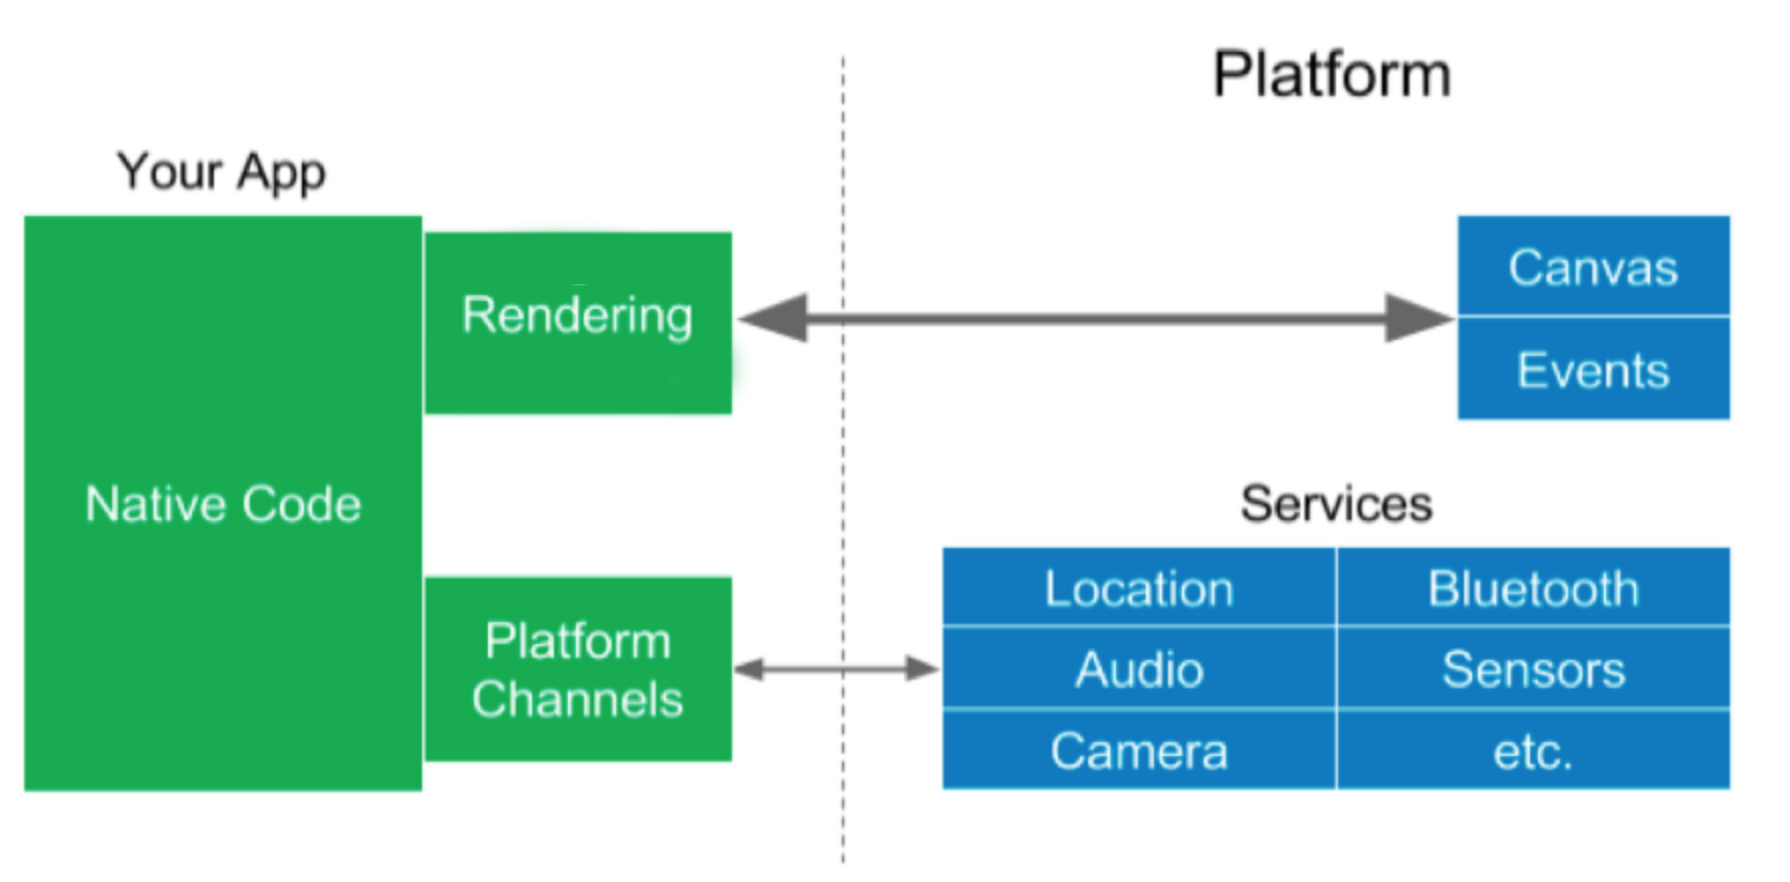 Platform
Your App
Rendering
Canvas
Events
Native Code
Services
Platform
Channels
Location
Bluetooth
Audio
Sensors
Camera
etc.